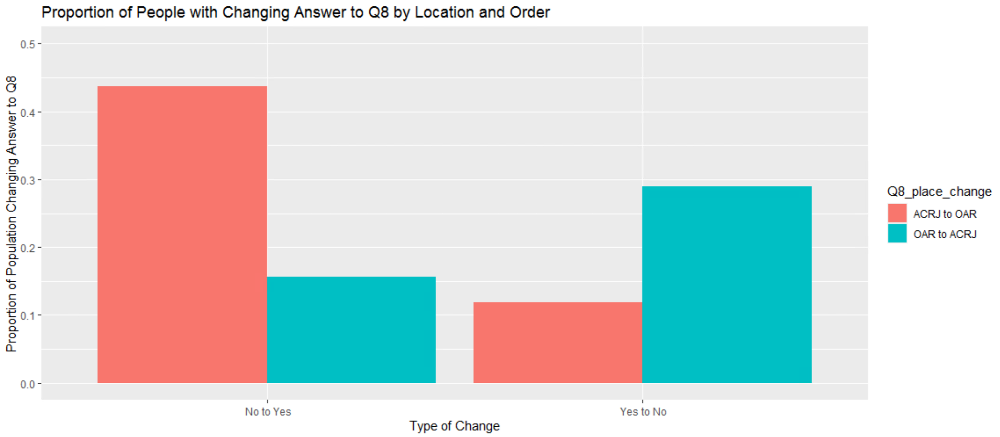 Proportion of People with Changing Answer to Q8 by Location and Order
Proportion of Population Changing Answer to Q8
0.5
0.4
0.3
0.2
0.1
0.0
No to Yes
Yes to No
Type of Change
Q8_place_change
ACRJ to OAR
OAR to ACRJ